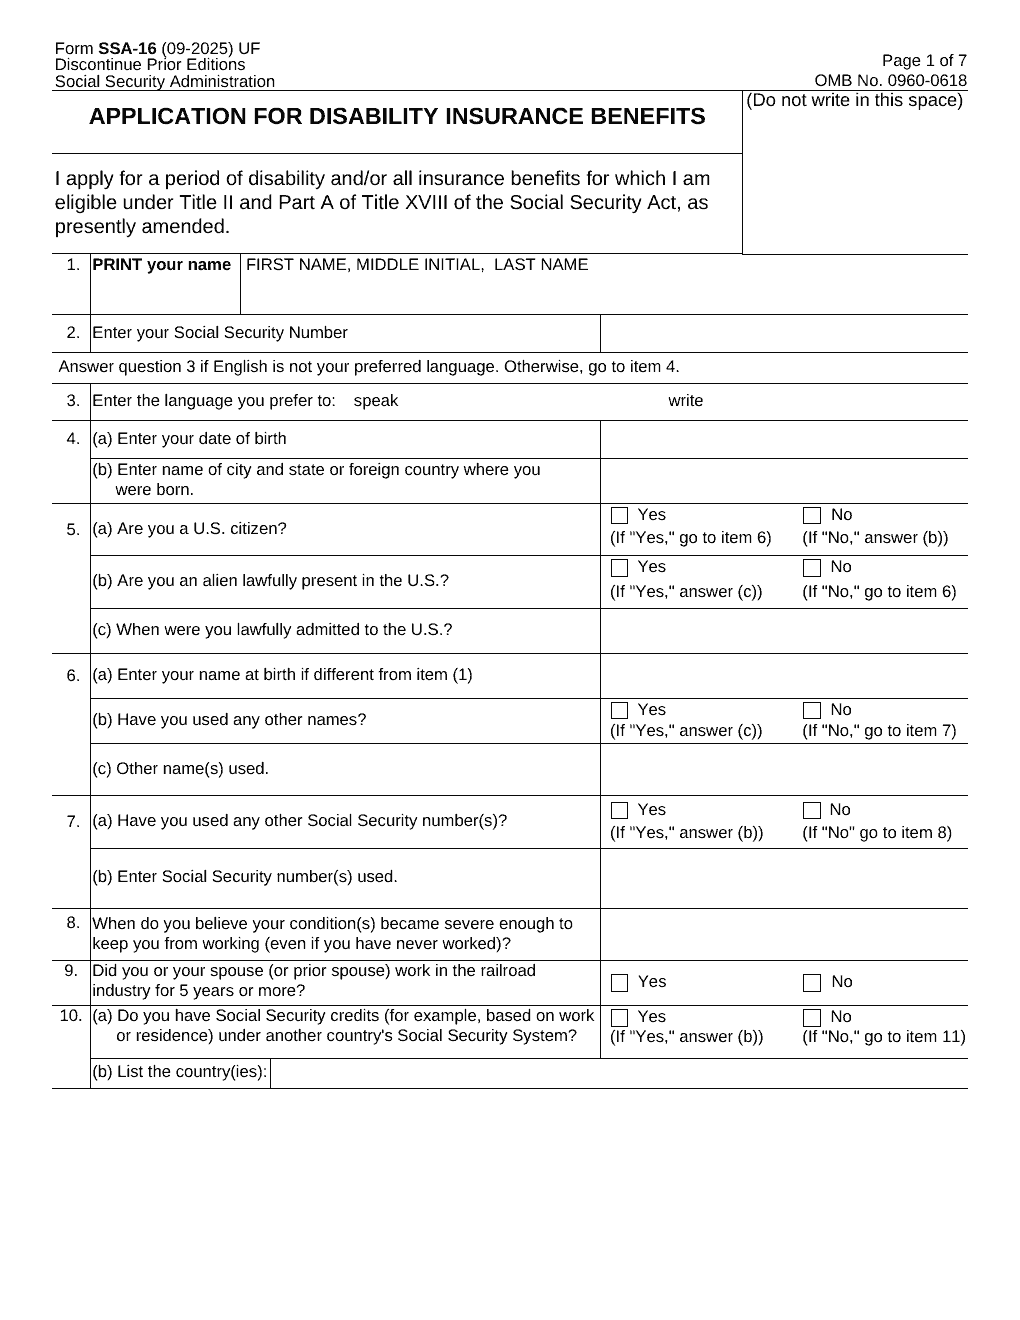 Form SSA-16 (09-2025) UF
Discontinue Prior Editions
Social Security Administration
Page 1 of 7
OMB No. 0960-0618
APPLICATION FOR DISABILITY INSURANCE BENEFITS
(Do not write in this space)
I apply for a period of disability and/or all insurance benefits for which I am
eligible under Title II and Part A of Title XVIII of the Social Security Act, as
presently amended.
1. PRINT your name FIRST NAME, MIDDLE INITIAL, LAST NAME
2. Enter your Social Security Number
Answer question 3 if English is not your preferred language. Otherwise, go to item 4.
3. Enter the language you prefer to: speak write
4. (a) Enter your date of birth
(b) Enter name of city and state or foreign country where you
were born.
5. (a) Are you a U.S. citizen?
Yes No
(If "Yes," go to item 6) (If "No," answer (b))
(b) Are you an alien lawfully present in the U.S.?
Yes No
(If "Yes," answer (c)) (If "No," go to item 6)
(c) When were you lawfully admitted to the U.S.?
6. (a) Enter your name at birth if different from item (1)
(b) Have you used any other names?
Yes No
(If "Yes," answer (c)) (If "No," go to item 7)
(c) Other name(s) used.
7. (a) Have you used any other Social Security number(s)?
Yes No
(If "Yes," answer (b)) (If "No" go to item 8)
(b) Enter Social Security number(s) used.
8. When do you believe your condition(s) became severe enough to
keep you from working (even if you have never worked)?
9. Did you or your spouse (or prior spouse) work in the railroad
industry for 5 years or more?
Yes No
10. (a) Do you have Social Security credits (for example, based on work
or residence) under another country's Social Security System?
Yes No
(If "Yes," answer (b)) (If "No," go to item 11)
(b) List the country(ies):